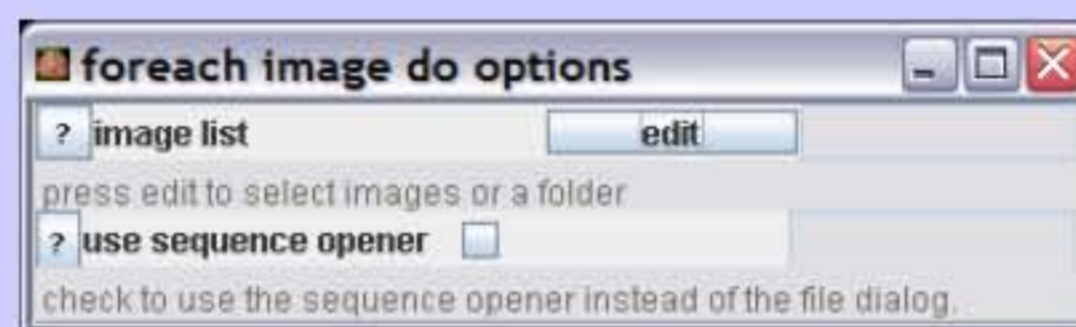 foreach image do options
? image list edit
press edit to select images or a folder
? use sequence opener
check to use the sequence opener instead of the file dialog.